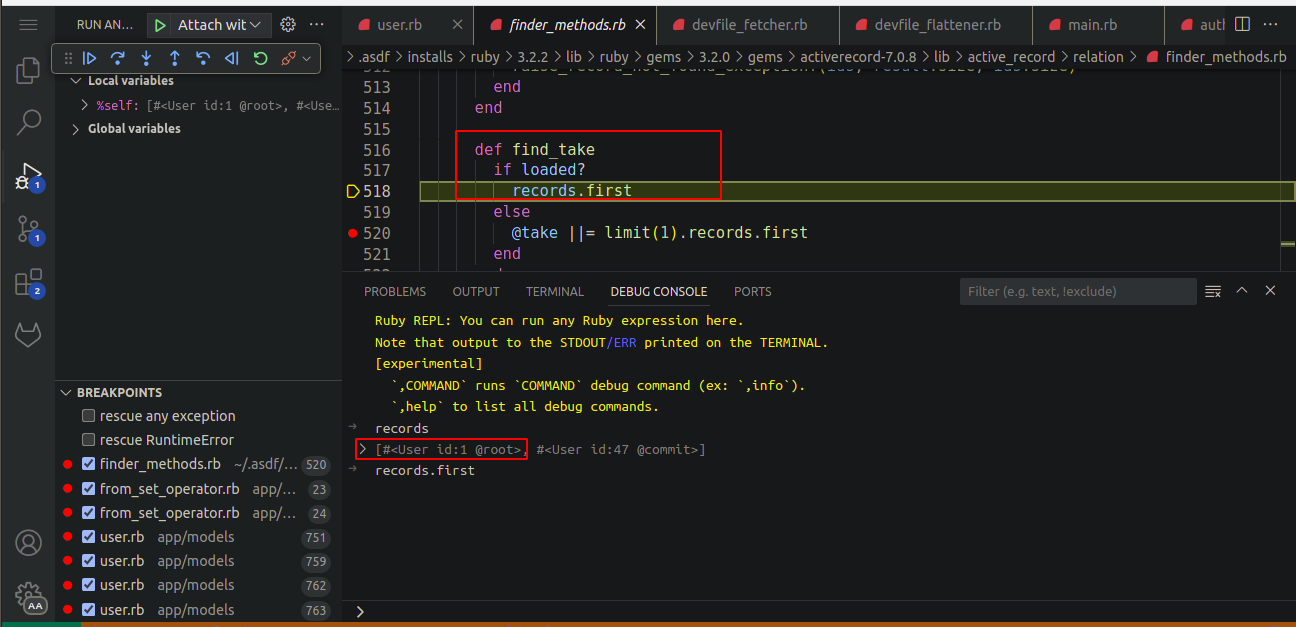 RUN AN... Attach wit
user.rb finder_methods.rb devfile_fetcher.rb devfile_flattener.rb main.rb auth
.asdf > installs > ruby > 3.2.2 > lib > ruby > gems > 3.2.0 > gems > activerecord-7.0.8 > lib > active_record > relation > finder_methods.rb
Local variables
%self: [#<User id:1 @root>, #<Use...
Global variables
513 end
514 end
515
516 def find_take
517 if loaded?
518 records.first
519 else
520 @take ||= limit(1).records.first
521 end
PROBLEMS OUTPUT TERMINAL DEBUG CONSOLE PORTS
Filter (e.g. text, !exclude)
Ruby REPL: You can run any Ruby expression here.
Note that output to the STDOUT/ERR printed on the TERMINAL.
[experimental]
`,COMMAND` runs `COMMAND` debug command (ex: `,info`).
`,help` to list all debug commands.
records
[#<User id:1 @root>, #<User id:47 @commit>]
records.first
1
1
2
AA
BREAKPOINTS
rescue any exception
rescue RuntimeError
finder_methods.rb ~/.asdf/... 520
from_set_operator.rb app/... 23
from_set_operator.rb app/... 24
user.rb app/models 751
user.rb app/models 759
user.rb app/models 762
user.rb app/models 763